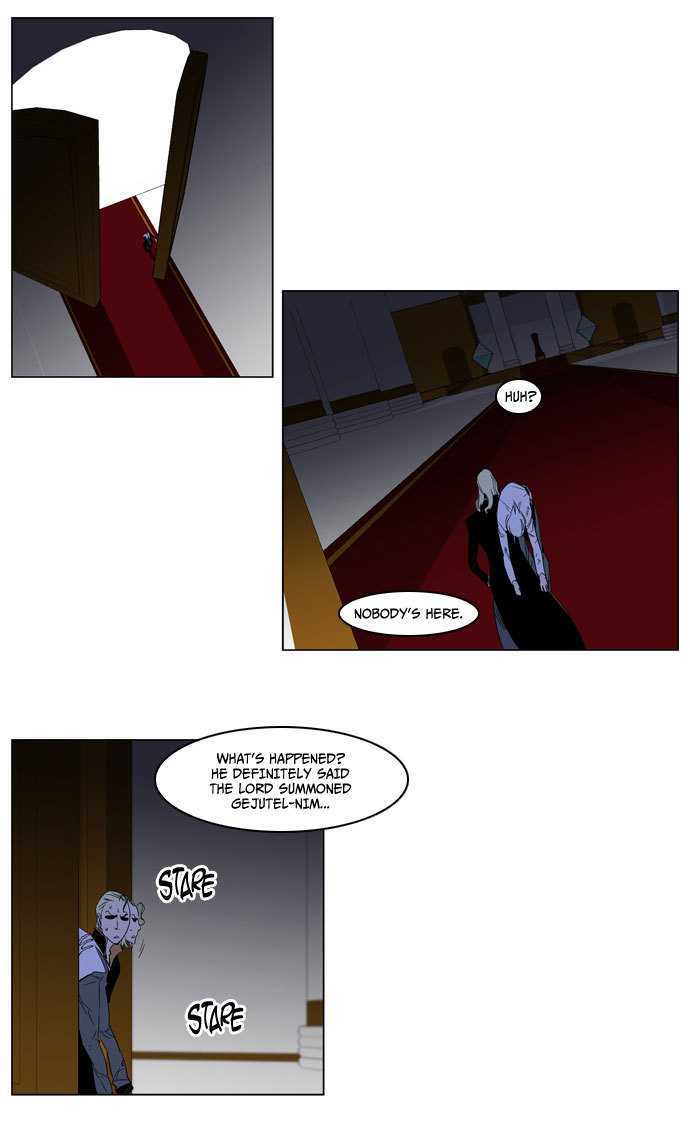 HUH?
NOBODY'S HERE.
WHAT'S HAPPENED?
HE DEFINITELY SAID
THE LORD SUMMONED
GEJUTEL-NIM...
STARE
STARE